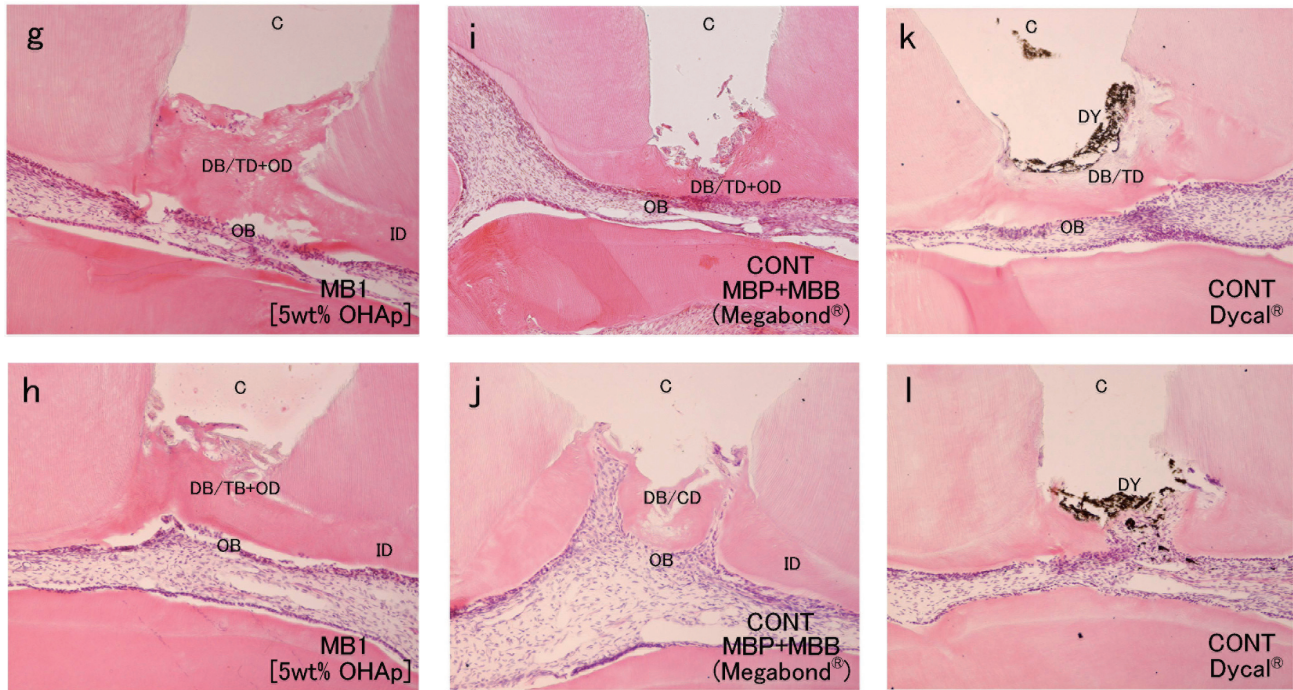 g
C
DB/TD+OD
OB
ID
MB1
[5wt% OHAp]
i
C
DB/TD+OD
OB
CONT
MBP+MBB
(Megabond®)
k
C
DY
DB/TD
OB
CONT
Dycal®
h
C
DB/TB+OD
OB
ID
MB1
[5wt% OHAp]
j
C
DB/CD
OB
ID
CONT
MBP+MBB
(Megabond®)
l
C
DY
CONT
Dycal®